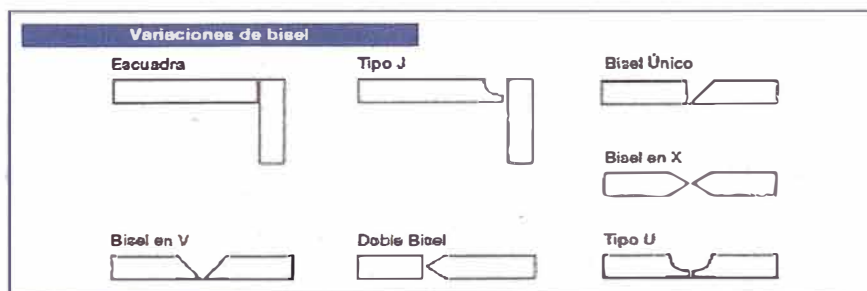 Variaciones de bisel
Escuadra
Tipo J
Bisel Único
Bisel en X
Bisel en V
Doble Bisel
Tipo U